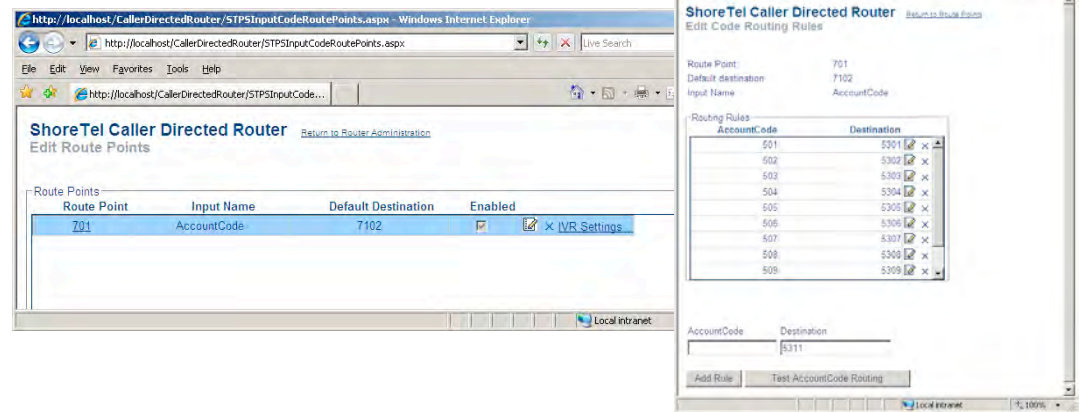 http://localhost/CallerDirectedRouter/STPSInputCodeRoutePoints.aspx - Windows Internet Explorer
http://localhost/CallerDirectedRouter/STPSInputCodeRoutePoints.aspx
Live Search
File Edit View Favorites Tools Help
http://localhost/CallerDirectedRouter/STPSInputCode...
ShoreTel Caller Directed Router Return to Router Administration
Edit Route Points
Route Points
Route Point Input Name Default Destination Enabled
701 AccountCode 7102 IVR Settings...
Local intranet
ShoreTel Caller Directed Router Return to Route Points
Edit Code Routing Rules
Route Point: 701
Default destination 7102
Input Name AccountCode
Routing Rules
AccountCode Destination
501 5301
502 5302
503 5303
504 5304
505 5305
506 5306
507 5307
508 5308
509 5309
AccountCode Destination
5311
Add Rule Test AccountCode Routing
Local intranet 100%